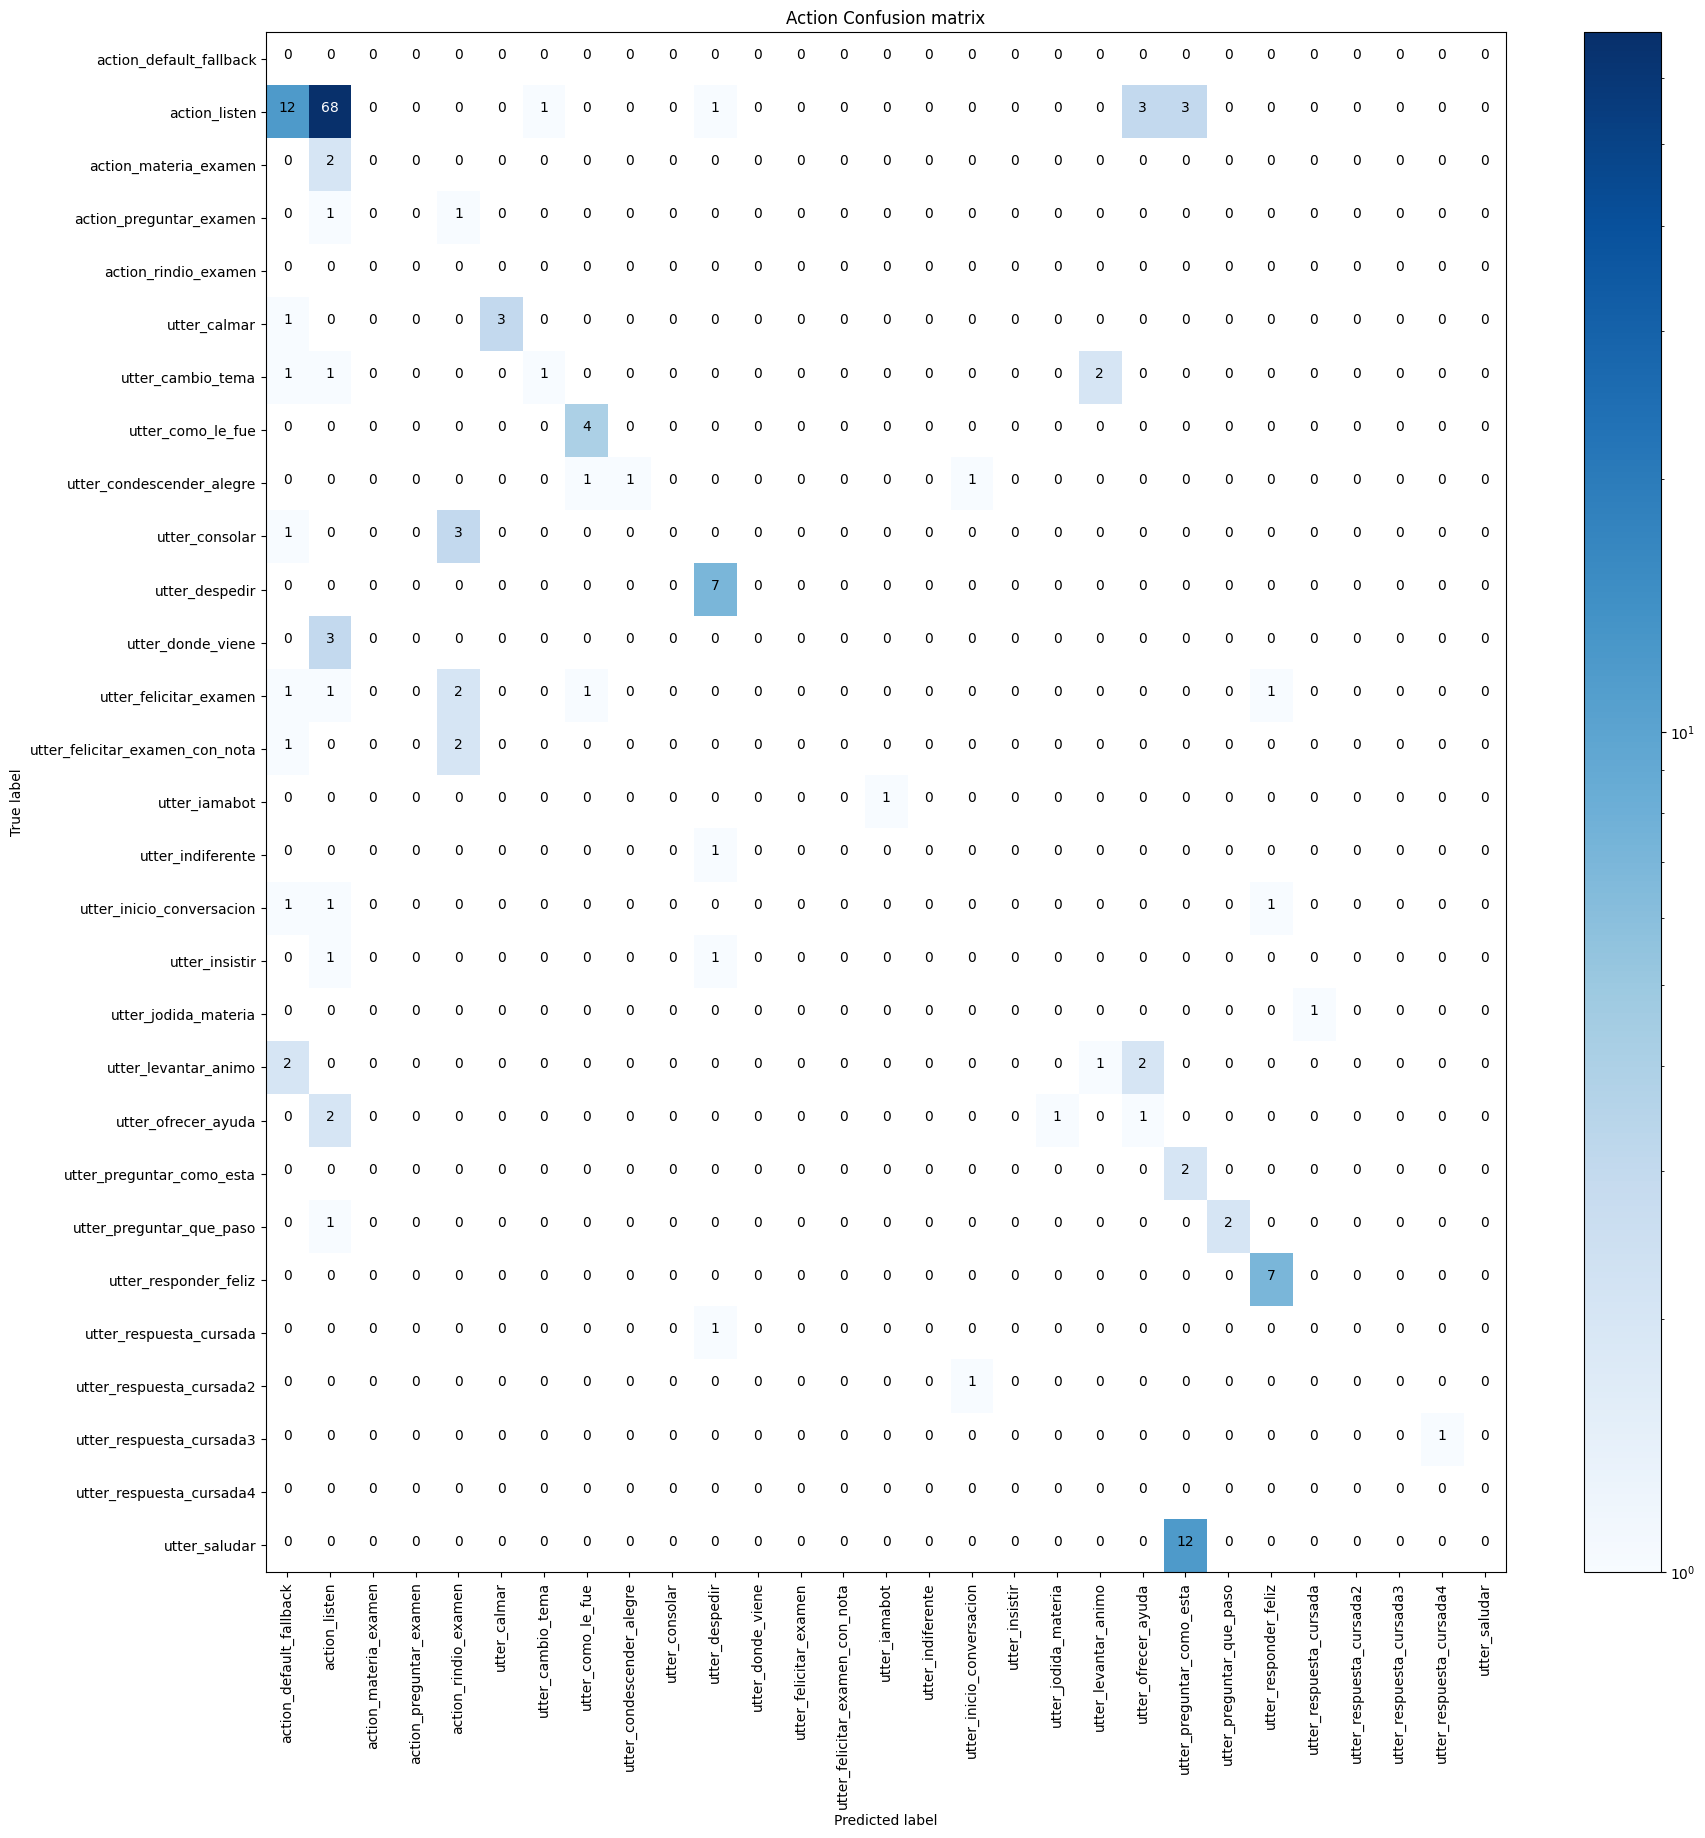 Action Confusion matrix
True label
action_default_fallback 0 0 0 0 0 0 0 0 0 0 0 0 0 0 0 0 0 0 0 0 0 0 0 0 0 0 0 0 0
action_listen 12 68 0 0 0 0 1 0 0 0 1 0 0 0 0 0 0 0 0 0 3 3 0 0 0 0 0 0 0
action_materia_examen 0 2 0 0 0 0 0 0 0 0 0 0 0 0 0 0 0 0 0 0 0 0 0 0 0 0 0 0 0
action_preguntar_examen 0 1 0 0 1 0 0 0 0 0 0 0 0 0 0 0 0 0 0 0 0 0 0 0 0 0 0 0 0
action_rindio_examen 0 0 0 0 0 0 0 0 0 0 0 0 0 0 0 0 0 0 0 0 0 0 0 0 0 0 0 0 0
utter_calmar 1 0 0 0 0 3 0 0 0 0 0 0 0 0 0 0 0 0 0 0 0 0 0 0 0 0 0 0 0
utter_cambio_tema 1 1 0 0 0 0 1 0 0 0 0 0 0 0 0 0 0 0 0 2 0 0 0 0 0 0 0 0 0
utter_como_le_fue 0 0 0 0 0 0 0 4 0 0 0 0 0 0 0 0 0 0 0 0 0 0 0 0 0 0 0 0 0
utter_condescender_alegre 0 0 0 0 0 0 0 1 1 0 0 0 0 0 0 0 1 0 0 0 0 0 0 0 0 0 0 0 0
utter_consolar 1 0 0 0 3 0 0 0 0 0 0 0 0 0 0 0 0 0 0 0 0 0 0 0 0 0 0 0 0
utter_despedir 0 0 0 0 0 0 0 0 0 0 7 0 0 0 0 0 0 0 0 0 0 0 0 0 0 0 0 0 0
utter_donde_viene 0 3 0 0 0 0 0 0 0 0 0 0 0 0 0 0 0 0 0 0 0 0 0 0 0 0 0 0 0
utter_felicitar_examen 1 1 0 0 2 0 0 1 0 0 0 0 0 0 0 0 0 0 0 0 0 0 0 1 0 0 0 0 0
utter_felicitar_examen_con_nota 1 0 0 0 2 0 0 0 0 0 0 0 0 0 0 0 0 0 0 0 0 0 0 0 0 0 0 0 0
utter_iamabot 0 0 0 0 0 0 0 0 0 0 0 0 0 0 1 0 0 0 0 0 0 0 0 0 0 0 0 0 0
utter_indiferente 0 0 0 0 0 0 0 0 0 0 1 0 0 0 0 0 0 0 0 0 0 0 0 0 0 0 0 0 0
utter_inicio_conversacion 1 1 0 0 0 0 0 0 0 0 0 0 0 0 0 0 0 0 0 0 0 0 0 1 0 0 0 0 0
utter_insistir 0 1 0 0 0 0 0 0 0 0 1 0 0 0 0 0 0 0 0 0 0 0 0 0 0 0 0 0 0
utter_jodida_materia 0 0 0 0 0 0 0 0 0 0 0 0 0 0 0 0 0 0 0 0 0 0 0 0 1 0 0 0 0
utter_levantar_animo 2 0 0 0 0 0 0 0 0 0 0 0 0 0 0 0 0 0 0 1 2 0 0 0 0 0 0 0 0
utter_ofrecer_ayuda 0 2 0 0 0 0 0 0 0 0 0 0 0 0 0 0 0 0 1 0 1 0 0 0 0 0 0 0 0
utter_preguntar_como_esta 0 0 0 0 0 0 0 0 0 0 0 0 0 0 0 0 0 0 0 0 0 2 0 0 0 0 0 0 0
utter_preguntar_que_paso 0 1 0 0 0 0 0 0 0 0 0 0 0 0 0 0 0 0 0 0 0 0 2 0 0 0 0 0 0
utter_responder_feliz 0 0 0 0 0 0 0 0 0 0 0 0 0 0 0 0 0 0 0 0 0 0 0 7 0 0 0 0 0
utter_respuesta_cursada 0 0 0 0 0 0 0 0 0 0 1 0 0 0 0 0 0 0 0 0 0 0 0 0 0 0 0 0 0
utter_respuesta_cursada2 0 0 0 0 0 0 0 0 0 0 0 0 0 0 0 0 1 0 0 0 0 0 0 0 0 0 0 0 0
utter_respuesta_cursada3 0 0 0 0 0 0 0 0 0 0 0 0 0 0 0 0 0 0 0 0 0 0 0 0 0 0 0 1 0
utter_respuesta_cursada4 0 0 0 0 0 0 0 0 0 0 0 0 0 0 0 0 0 0 0 0 0 0 0 0 0 0 0 0 0
utter_saludar 0 0 0 0 0 0 0 0 0 0 0 0 0 0 0 0 0 0 0 0 0 12 0 0 0 0 0 0 0
action_default_fallback
action_listen
action_materia_examen
action_preguntar_examen
action_rindio_examen
utter_calmar
utter_cambio_tema
utter_como_le_fue
utter_condescender_alegre
utter_consolar
utter_despedir
utter_donde_viene
utter_felicitar_examen
utter_felicitar_examen_con_nota
utter_iamabot
utter_indiferente
utter_inicio_conversacion
utter_insistir
utter_jodida_materia
utter_levantar_animo
utter_ofrecer_ayuda
utter_preguntar_como_esta
utter_preguntar_que_paso
utter_responder_feliz
utter_respuesta_cursada
utter_respuesta_cursada2
utter_respuesta_cursada3
utter_respuesta_cursada4
utter_saludar
Predicted label
10¹
10⁰